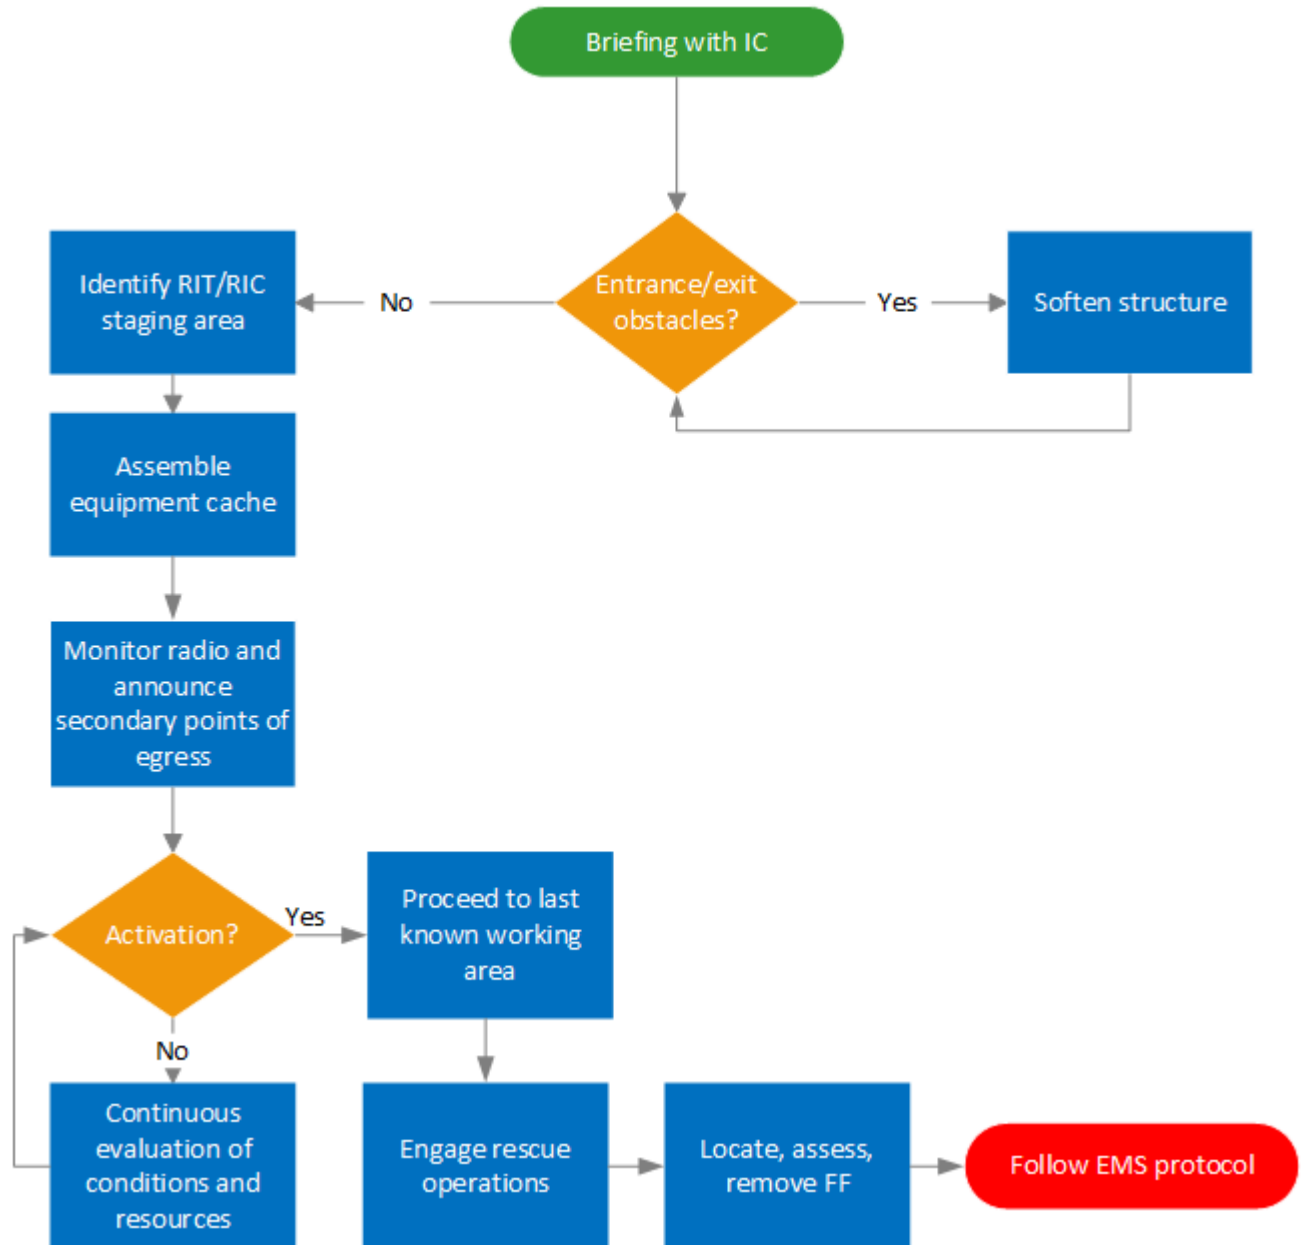 Briefing with IC
Entrance/exit
obstacles?
Yes
Soften structure
No
Identify RIT/RIC
staging area
Assemble
equipment cache
Monitor radio and
announce
secondary points of
egress
Activation?
Yes
No
Continuous
evaluation of
conditions and
resources
Proceed to last
known working
area
Engage rescue
operations
Locate, assess,
remove FF
Follow EMS protocol